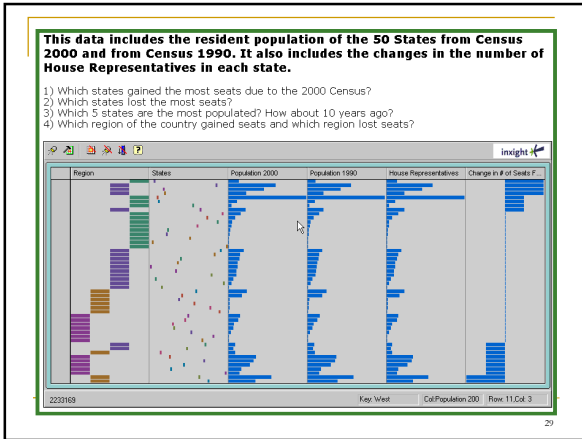 This data includes the resident population of the 50 States from Census
2000 and from Census 1990. It also includes the changes in the number of
House Representatives in each state.
1) Which states gained the most seats due to the 2000 Census?
2) Which states lost the most seats?
3) Which 5 states are the most populated? How about 10 years ago?
4) Which region of the country gained seats and which region lost seats?
inxight
Region States Population 2000 Population 1990 House Representatives Change in # of Seats F...
2233169 Key: West Col:Population 200 Row: 11,Col: 3
29